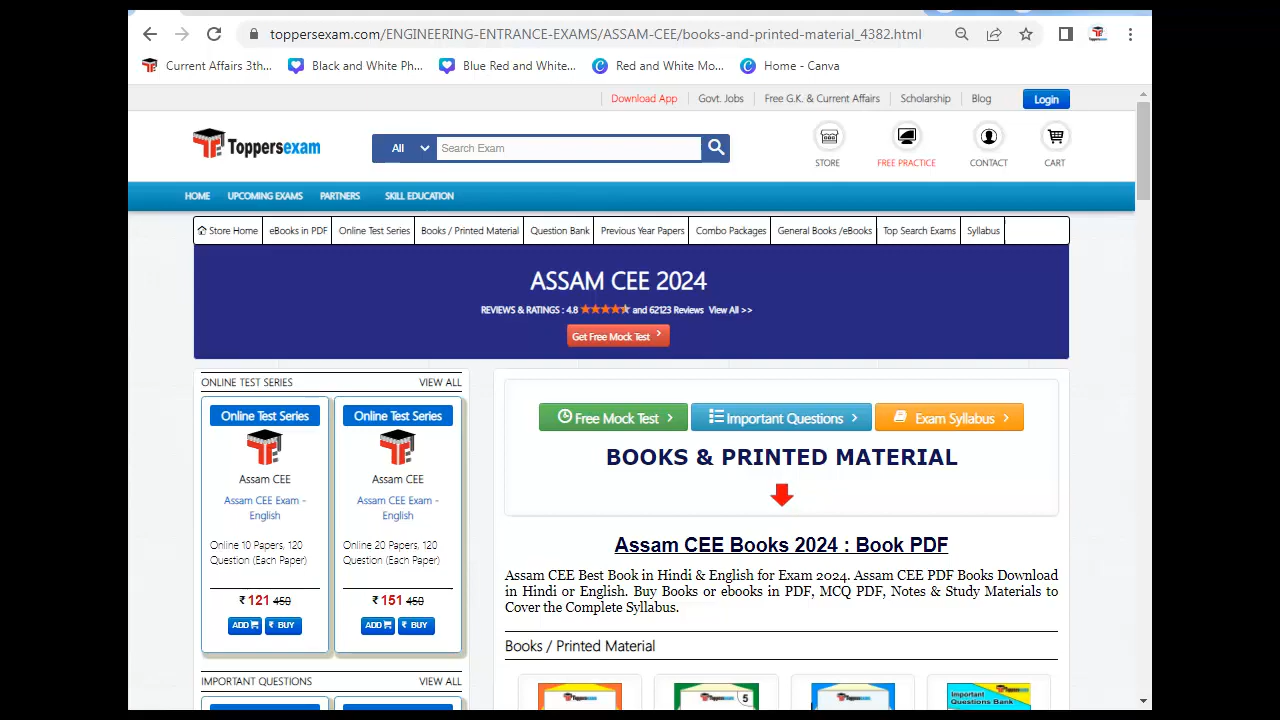 toppersexam.com/ENGINEERING-ENTRANCE-EXAMS/ASSAM-CEE/books-and-printed-material_4382.html
Current Affairs 3th... Black and White Ph... Blue Red and White... Red and White Mo... Home - Canva
Download App Govt. Jobs Free G.K. & Current Affairs Scholarship Blog Login
Toppersexam All Search Exam
STORE FREE PRACTICE CONTACT CART
HOME UPCOMING EXAMS PARTNERS SKILL EDUCATION
Store Home eBooks in PDF Online Test Series Books / Printed Material Question Bank Previous Year Papers Combo Packages General Books /eBooks Top Search Exams Syllabus
ASSAM CEE 2024
REVIEWS & RATINGS : 4.8 and 62123 Reviews View All >>
Get Free Mock Test
ONLINE TEST SERIES VIEW ALL
Online Test Series
Assam CEE
Assam CEE Exam -
English
Online 10 Papers, 120
Question (Each Paper)
₹ 121 450
ADD ₹ BUY
Online Test Series
Assam CEE
Assam CEE Exam -
English
Online 20 Papers, 120
Question (Each Paper)
₹ 151 450
ADD ₹ BUY
IMPORTANT QUESTIONS VIEW ALL
Free Mock Test Important Questions Exam Syllabus
BOOKS & PRINTED MATERIAL
Assam CEE Books 2024 : Book PDF
Assam CEE Best Book in Hindi & English for Exam 2024. Assam CEE PDF Books Download
in Hindi or English. Buy Books or ebooks in PDF, MCQ PDF, Notes & Study Materials to
Cover the Complete Syllabus.
Books / Printed Material
5
Important
Questions Bank